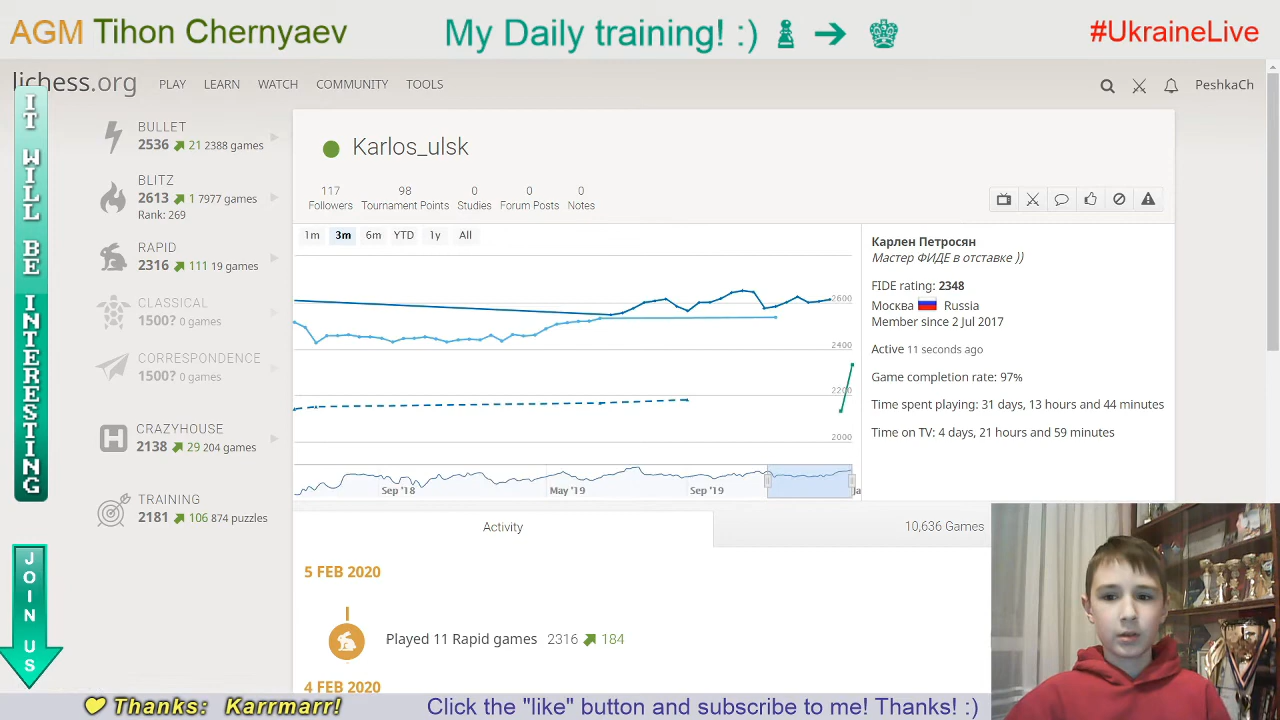 AGM Tihon Chernyaev
My Daily training! :)
#UkraineLive
lichess.org
PLAY
LEARN
WATCH
COMMUNITY
TOOLS
PeshkaCh
IT WILL BE INTERESTING
JOIN US
BULLET
2536 21 2388 games
BLITZ
2613 1 7977 games
Rank: 269
RAPID
2316 111 19 games
CLASSICAL
1500? 0 games
CORRESPONDENCE
1500? 0 games
CRAZYHOUSE
2138 29 204 games
TRAINING
2181 106 874 puzzles
Karlos_ulsk
117 98 0 0 0
Followers Tournament Points Studies Forum Posts Notes
1m 3m 6m YTD 1y All
2600
2400
2200
2000
Sep '18 May '19 Sep '19 Ja
Карлен Петросян
Мастер ФИДЕ в отставке ))
FIDE rating: 2348
Москва Russia
Member since 2 Jul 2017
Active 11 seconds ago
Game completion rate: 97%
Time spent playing: 31 days, 13 hours and 44 minutes
Time on TV: 4 days, 21 hours and 59 minutes
Activity
10,636 Games
5 FEB 2020
Played 11 Rapid games 2316 184
4 FEB 2020
Thanks: Karrmarr!
Click the "like" button and subscribe to me! Thanks! :)